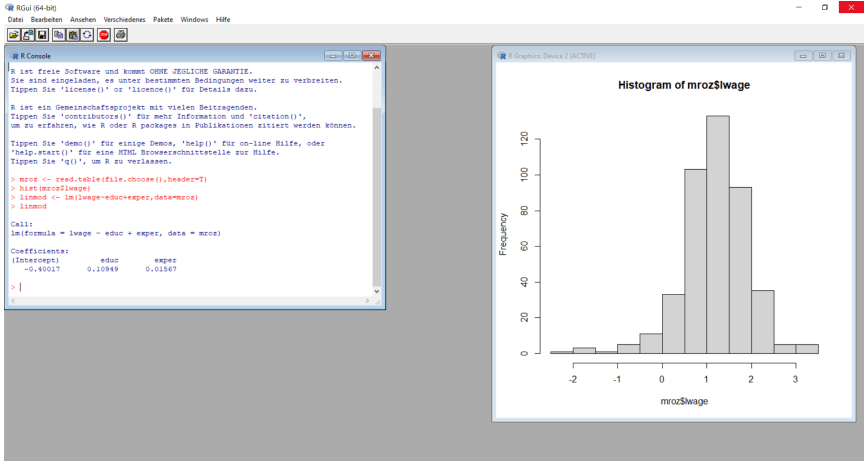 RGui (64-bit)
Datei Bearbeiten Ansehen Verschiedenes Pakete Windows Hilfe
R Console
R ist freie Software und kommt OHNE JEGLICHE GARANTIE.
Sie sind eingeladen, es unter bestimmten Bedingungen weiter zu verbreiten.
Tippen Sie 'license()' or 'licence()' für Details dazu.
R ist ein Gemeinschaftsprojekt mit vielen Beitragenden.
Tippen Sie 'contributors()' für mehr Information und 'citation()',
um zu erfahren, wie R oder R packages in Publikationen zitiert werden können.
Tippen Sie 'demo()' für einige Demos, 'help()' für on-line Hilfe, oder
'help.start()' für eine HTML Browserschnittstelle zur Hilfe.
Tippen Sie 'q()', um R zu verlassen.
> mroz <- read.table(file.choose(),header=T)
> hist(mroz$lwage)
> linmod <- lm(lwage~educ+exper,data=mroz)
> linmod
Call:
lm(formula = lwage ~ educ + exper, data = mroz)
Coefficients:
(Intercept) educ exper
-0.40017 0.10949 0.01567
>
R Graphics: Device 2 (ACTIVE)
Histogram of mroz$lwage
Frequency
120
100
80
60
40
20
0
-2 -1 0 1 2 3
mroz$lwage